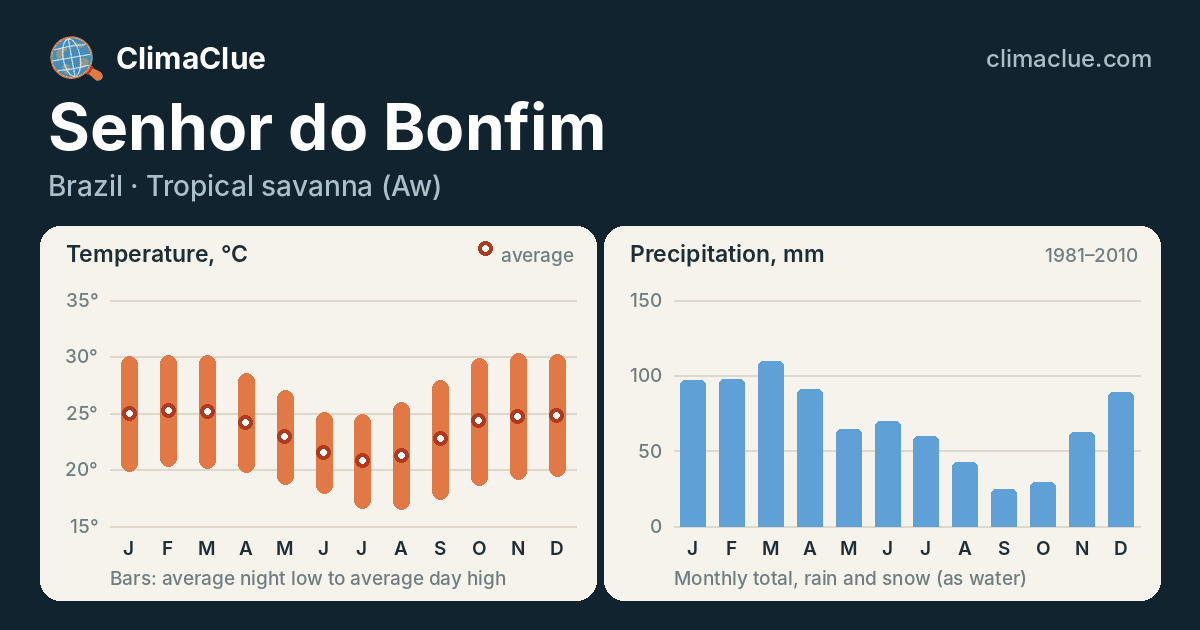 ClimaClue
climaclue.com
Senhor do Bonfim
Brazil · Tropical savanna (Aw)
Temperature, °C
average
35°
30°
25°
20°
15°
J F M A M J J A S O N D
Bars: average night low to average day high
Precipitation, mm
1981–2010
150
100
50
0
J F M A M J J A S O N D
Monthly total, rain and snow (as water)